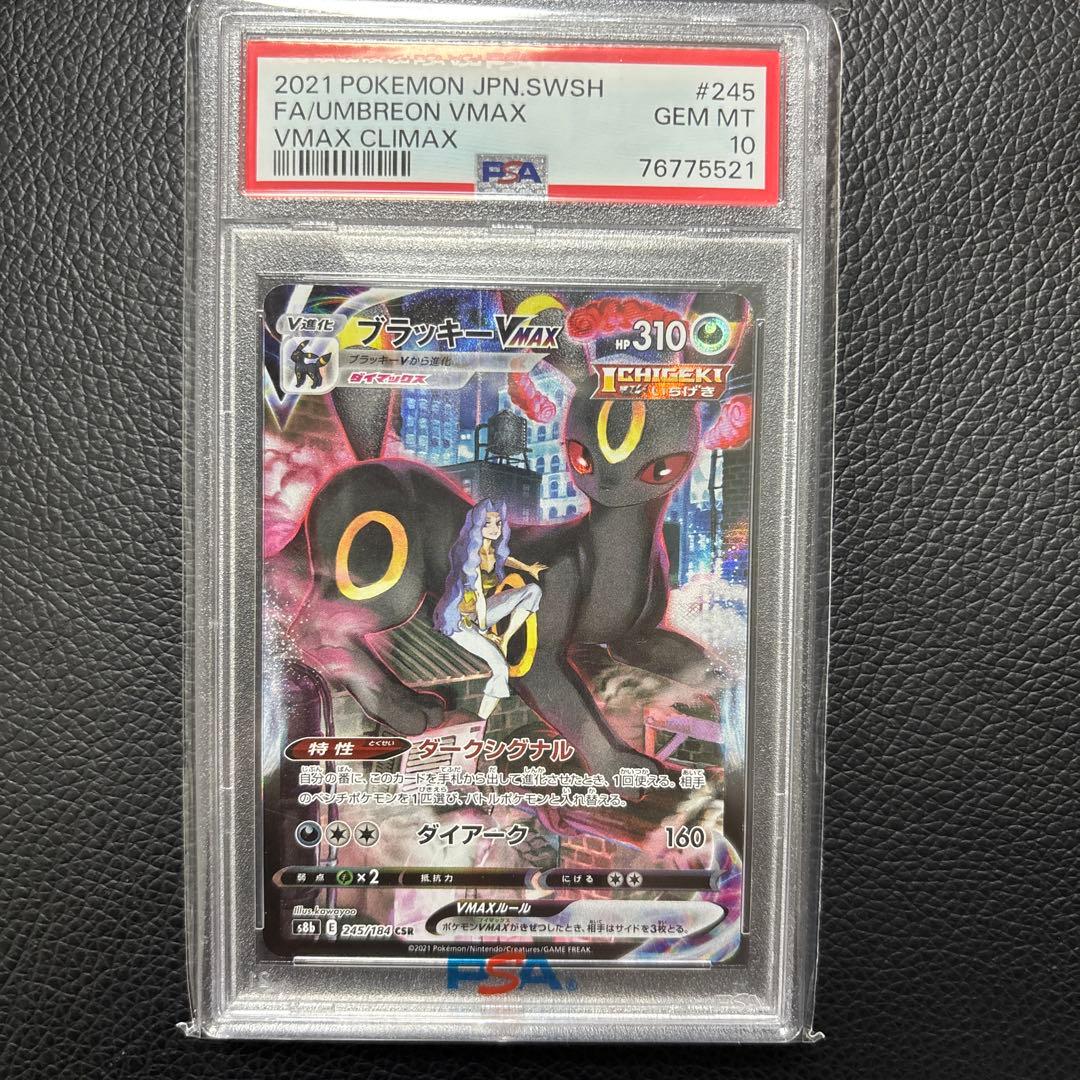 2021 POKEMON JPN.SWSH #245
FA/UMBREON VMAX GEM MT
VMAX CLIMAX 10
PSA 76775521
V進化 ブラッキーVMAX HP 310
ブラッキーVから進化
ダイマックス
ICHIGEKI
いちげき
特性 とくせい ダークシグナル
自分の番に、このカードを手札から出して進化させたとき、1回使える。相手
のベンチポケモンを1匹選び、バトルポケモンと入れ替える。
ダイアーク 160
弱点 ×2 抵抗力 にげる
Illus.kawayoo
VMAXルール
s8b E 245/184 CSR
ポケモンVMAXがきぜつしたとき、相手はサイドを3枚とる。
©2021 Pokémon/Nintendo/Creatures/GAME FREAK
PSA®